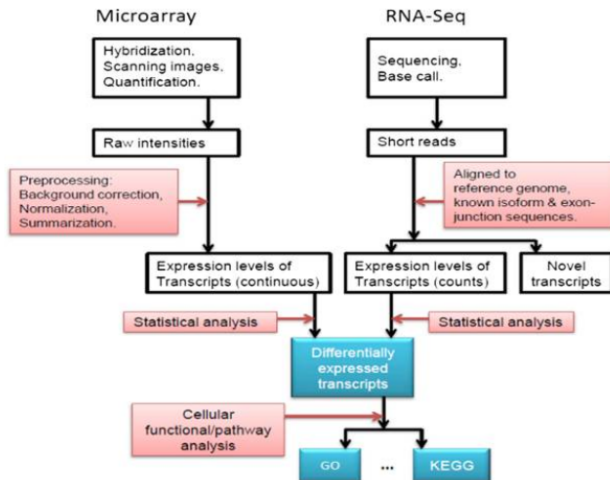 Microarray
RNA-Seq
Hybridization,
Scanning images,
Quantification.
Sequencing,
Base call.
Raw intensities
Short reads
Preprocessing:
Background correction,
Normalization,
Summarization.
Aligned to
reference genome,
known isoform & exon-
junction sequences.
Expression levels of
Transcripts (continuous)
Expression levels of
Transcripts (counts)
Novel
transcripts
Statistical analysis
Statistical analysis
Differentially
expressed
transcripts
Cellular
functional/pathway
analysis
GO
...
KEGG